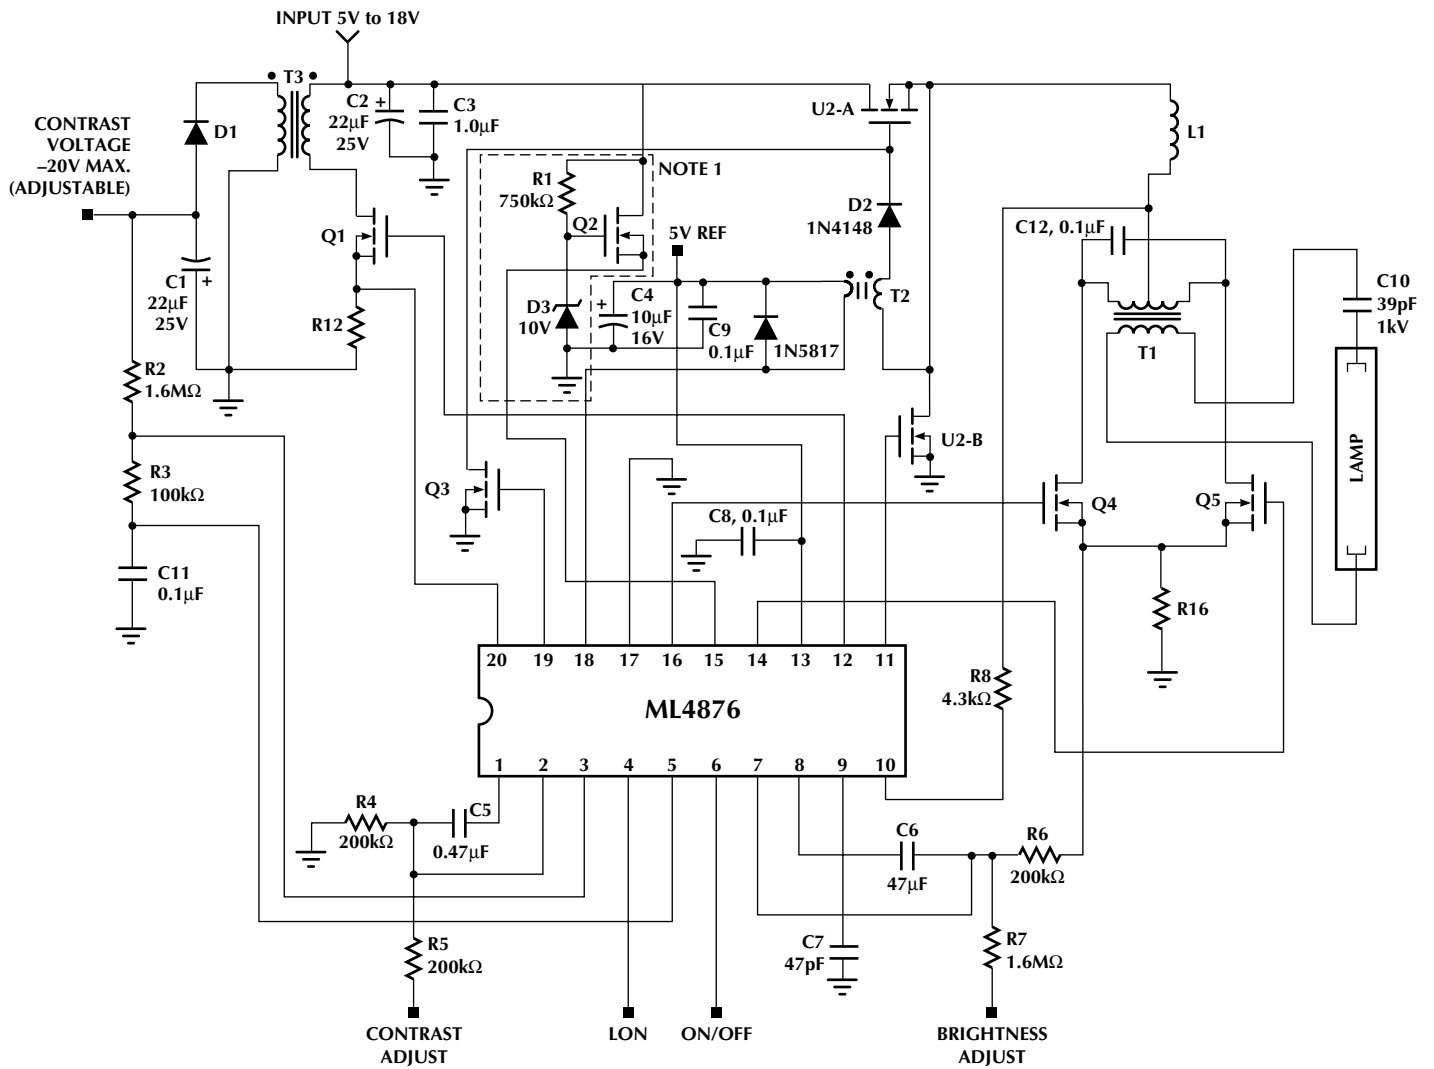 INPUT 5V to 18V
T3
C2
22µF
25V
+
C3
1.0µF
U2-A
L1
CONTRAST
VOLTAGE
–20V MAX.
(ADJUSTABLE)
D1
NOTE 1
R1
750kΩ
Q2
D2
1N4148
5V REF
C12, 0.1µF
Q1
C1
22µF
25V
+
T2
C10
39pF
1kV
D3
10V
+
C4
10µF
16V
C9
0.1µF
1N5817
R12
T1
R2
1.6MΩ
U2-B
LAMP
R3
100kΩ
Q3
Q4
Q5
C8, 0.1µF
C11
0.1µF
R16
20 19 18 17 16 15 14 13 12 11
R8
4.3kΩ
ML4876
1 2 3 4 5 6 7 8 9 10
R4
200kΩ
C5
0.47µF
C6
47µF
R6
200kΩ
R5
200kΩ
C7
47pF
R7
1.6MΩ
CONTRAST
ADJUST
LON
ON/OFF
BRIGHTNESS
ADJUST